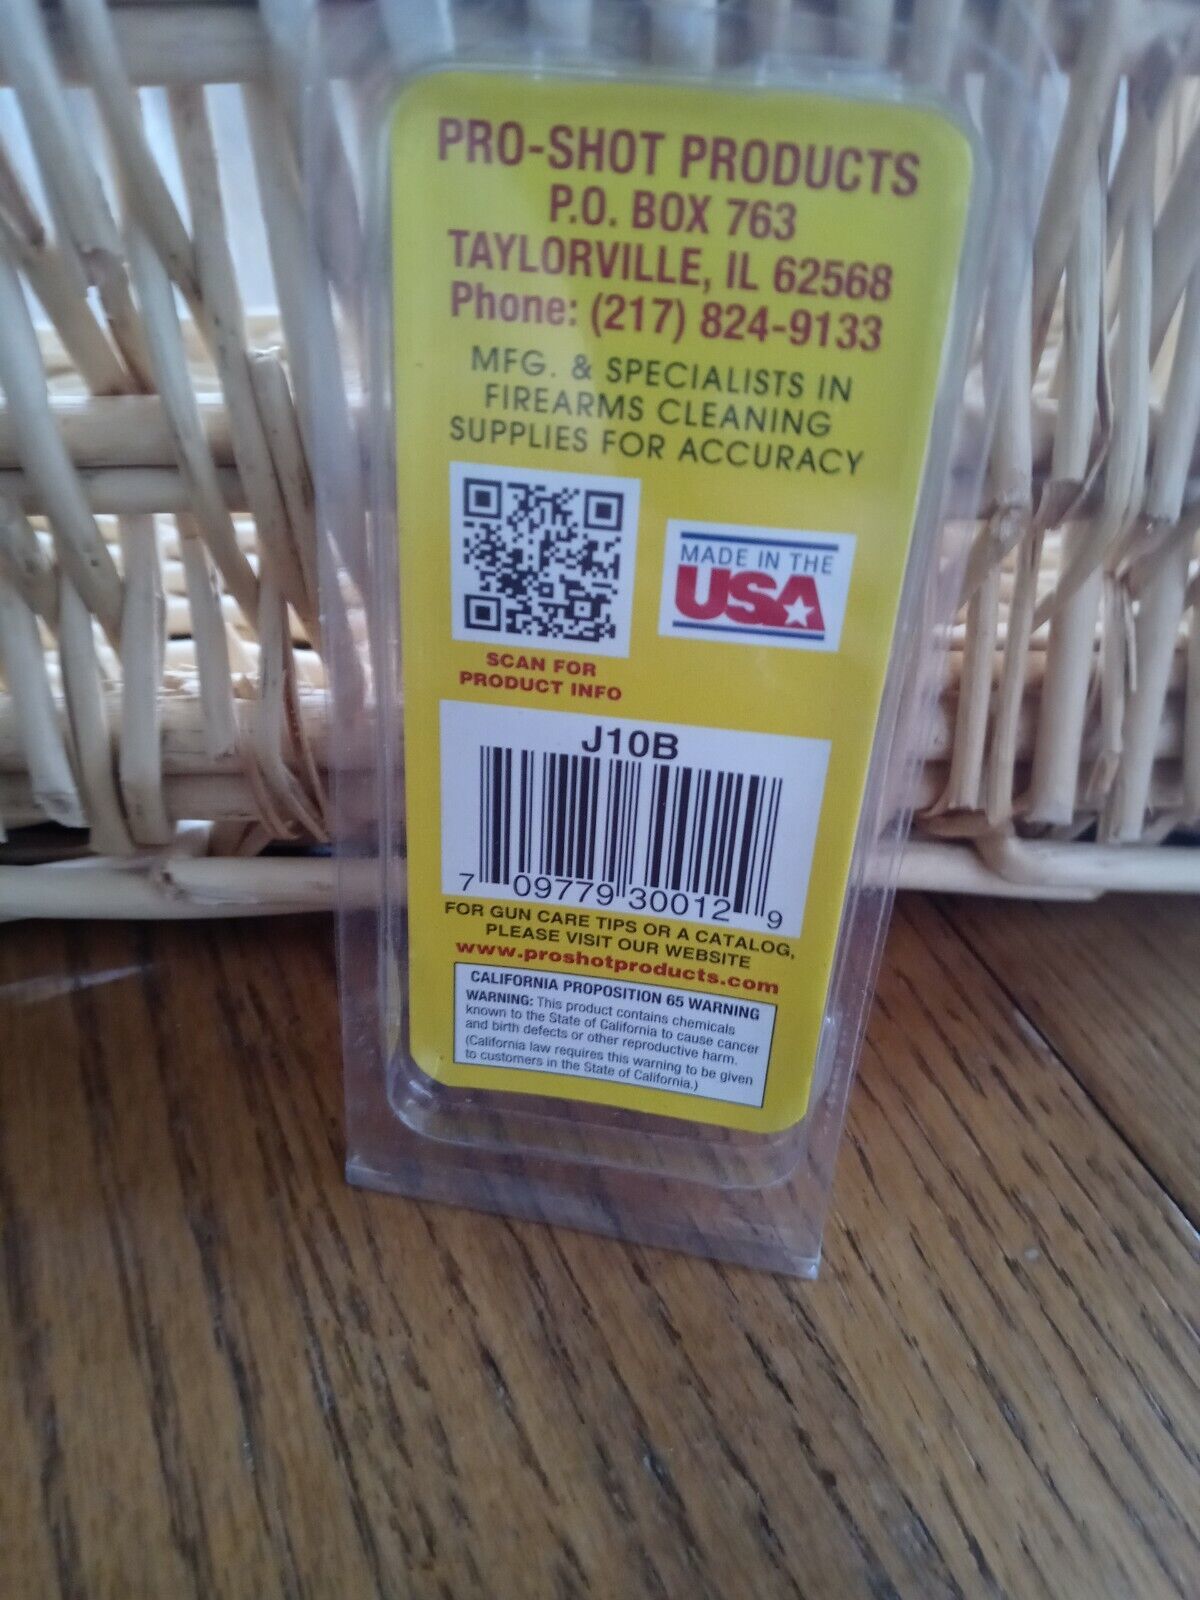 PRO-SHOT PRODUCTS
P.O. BOX 763
TAYLORVILLE, IL 62568
Phone: (217) 824-9133
MFG. & SPECIALISTS IN
FIREARMS CLEANING
SUPPLIES FOR ACCURACY
MADE IN THE
USA
SCAN FOR
PRODUCT INFO
J10B
7 09779 30012 9
FOR GUN CARE TIPS OR A CATALOG,
PLEASE VISIT OUR WEBSITE
www.proshotproducts.com
CALIFORNIA PROPOSITION 65 WARNING
WARNING: This product contains chemicals
known to the State of California to cause cancer
and birth defects or other reproductive harm.
(California law requires this warning to be given
to customers in the State of California.)